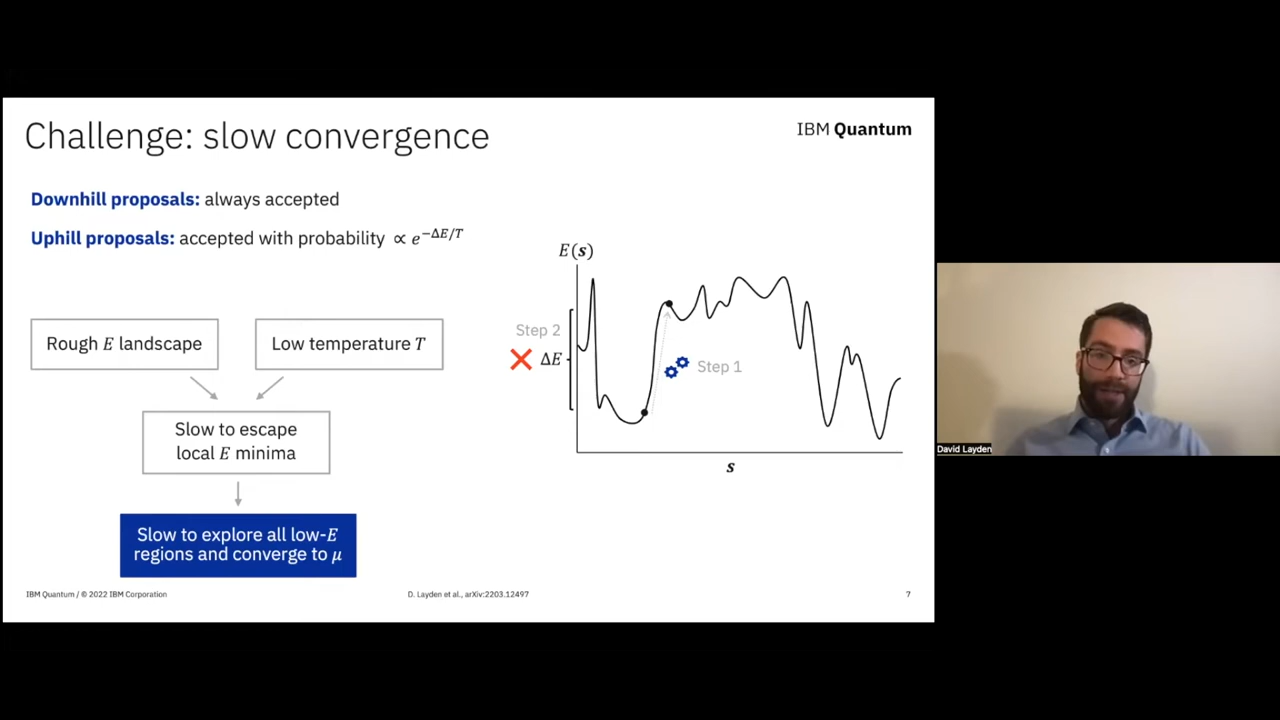 Challenge: slow convergence
IBM Quantum
Downhill proposals: always accepted
Uphill proposals: accepted with probability ∝ e^{−ΔE/T}
E(s)
Rough E landscape
Low temperature T
Step 2
ΔE
Step 1
Slow to escape
local E minima
s
Slow to explore all low-E
regions and converge to μ
IBM Quantum / © 2022 IBM Corporation
D. Layden et al., arXiv:2203.12497
7
David Layden